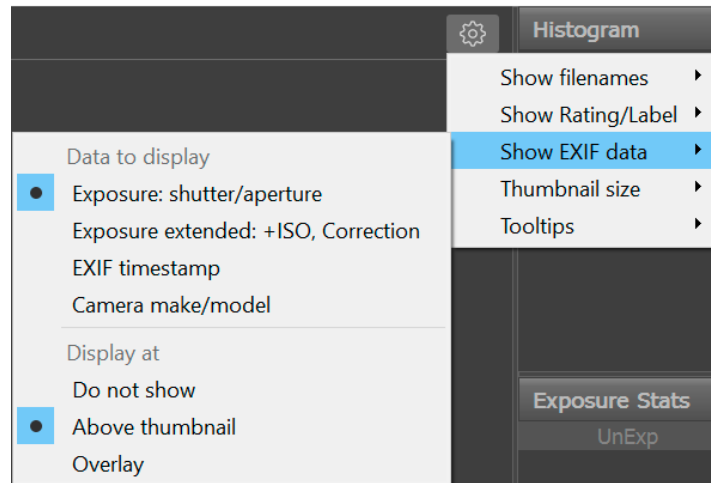 Histogram
Show filenames
Show Rating/Label
Show EXIF data
Thumbnail size
Tooltips
Data to display
Exposure: shutter/aperture
Exposure extended: +ISO, Correction
EXIF timestamp
Camera make/model
Display at
Do not show
Above thumbnail
Overlay
Exposure Stats
UnExp